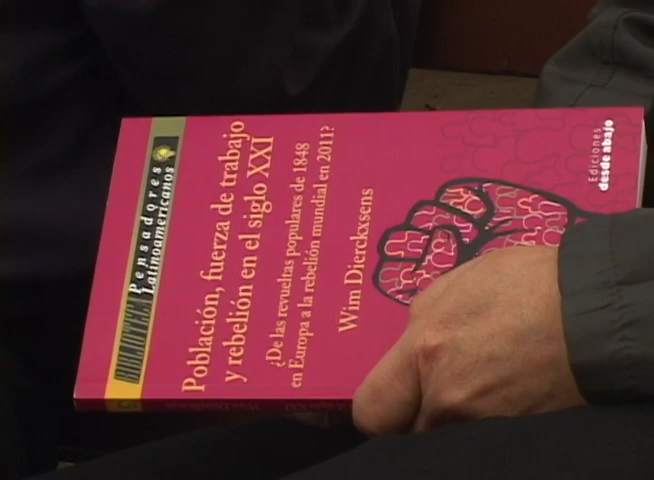 BIBLIOTECA Pensadores
Latinoamericanos
Población, fuerza de trabajo
y rebelión en el siglo XXI
¿De las revueltas populares de 1848
en Europa a la rebelión mundial en 2011?
Wim Dierckxsens
Ediciones
desde abajo